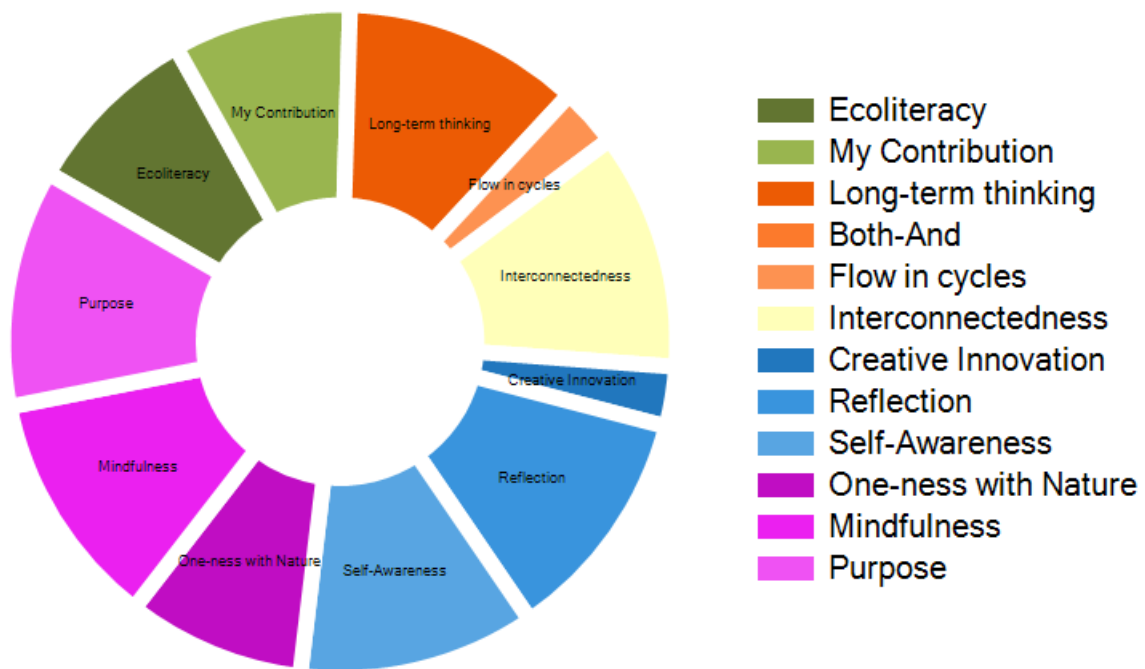 My Contribution
Long-term thinking
Ecoliteracy
Flow in cycles
Interconnectedness
Purpose
Creative Innovation
Mindfulness
Reflection
One-ness with Nature
Self-Awareness
Ecoliteracy
My Contribution
Long-term thinking
Both-And
Flow in cycles
Interconnectedness
Creative Innovation
Reflection
Self-Awareness
One-ness with Nature
Mindfulness
Purpose